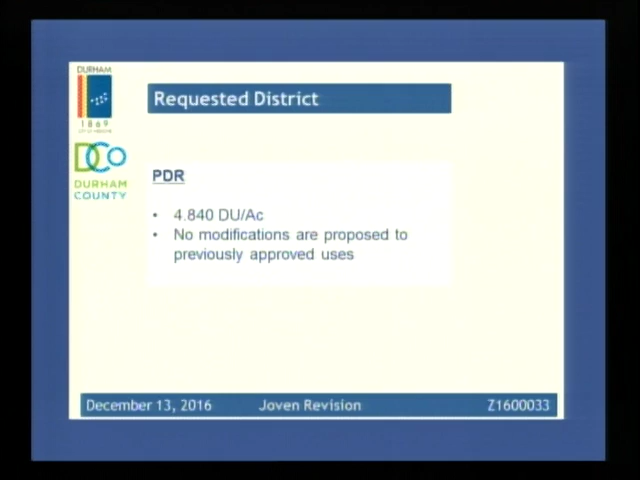 DURHAM
1869
DCo
DURHAM
COUNTY
Requested District
PDR
• 4.840 DU/Ac
• No modifications are proposed to
previously approved uses
December 13, 2016 Joven Revision Z1600033